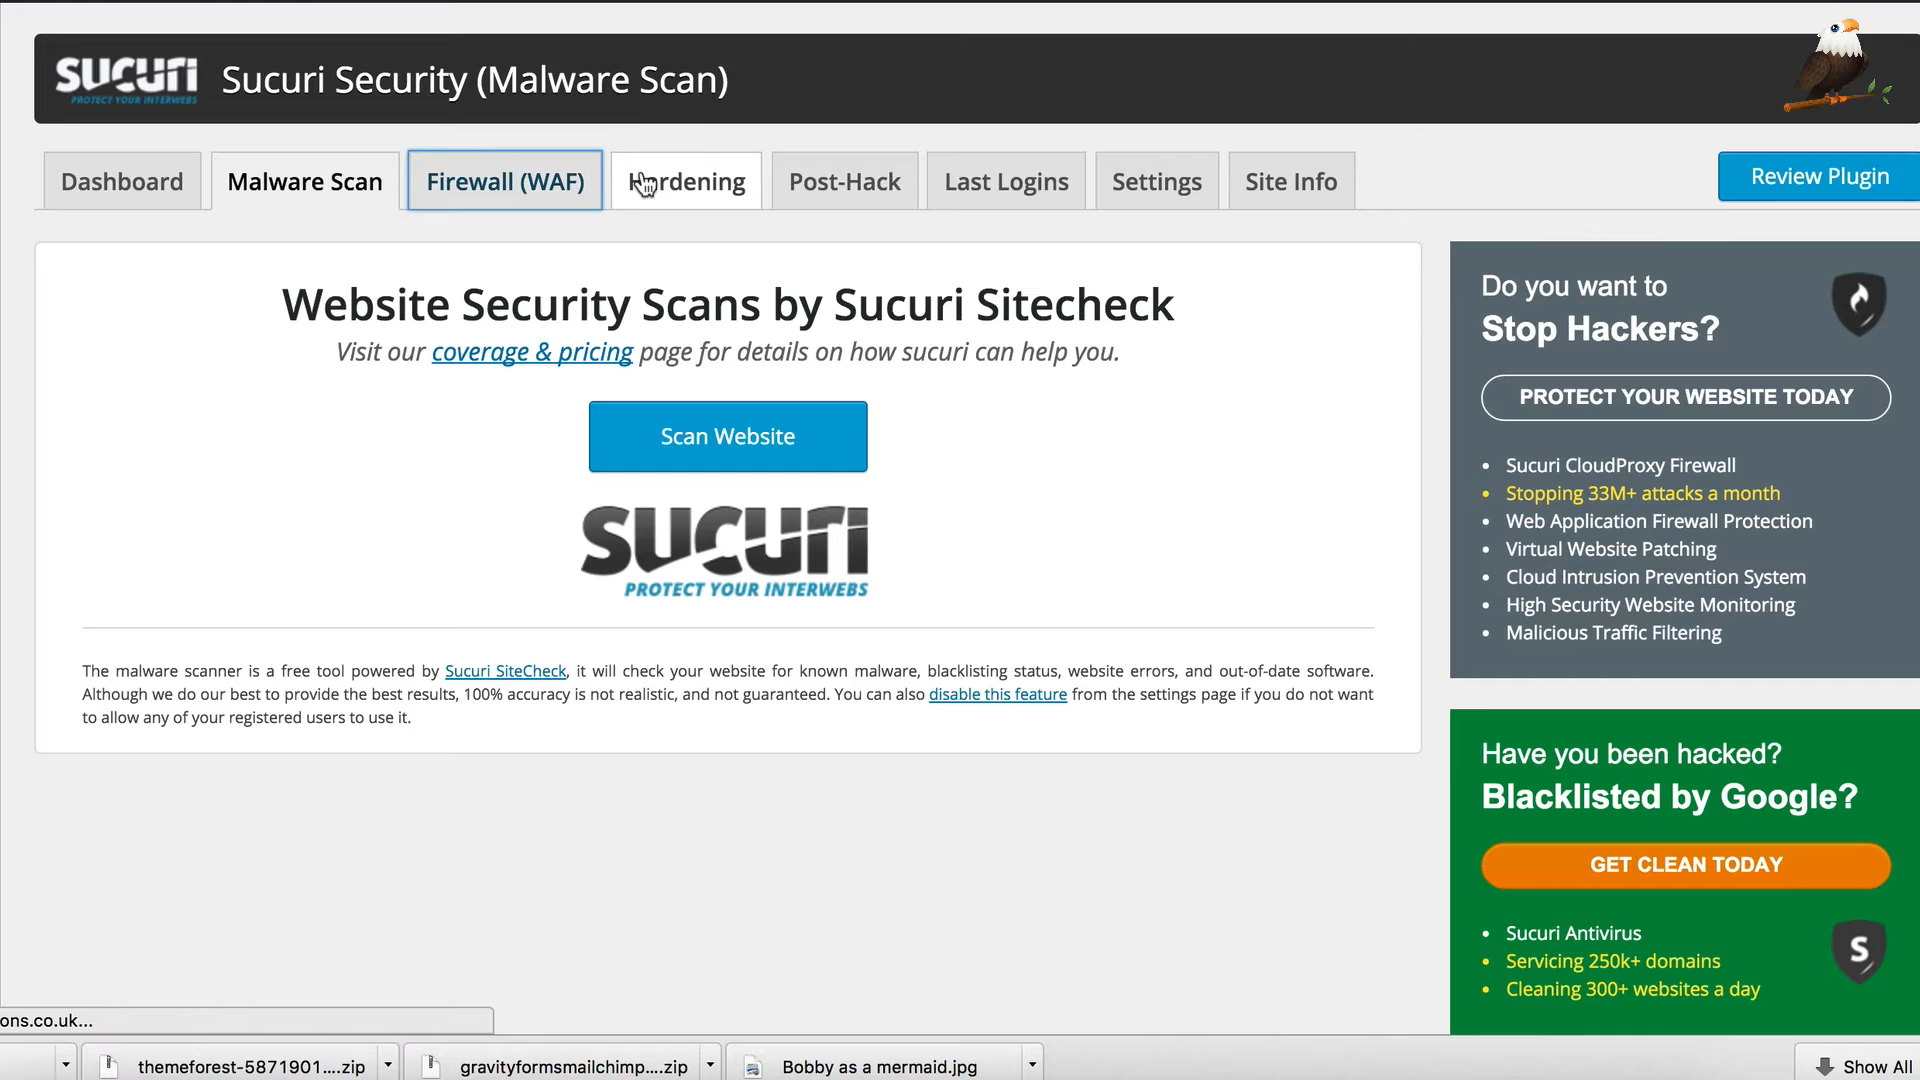 SUCURI
PROTECT YOUR INTERWEBS
Sucuri Security (Malware Scan)
Dashboard
Malware Scan
Firewall (WAF)
Hardening
Post-Hack
Last Logins
Settings
Site Info
Review Plugin
Website Security Scans by Sucuri Sitecheck
Visit our coverage & pricing page for details on how sucuri can help you.
Scan Website
SUCURI
PROTECT YOUR INTERWEBS
The malware scanner is a free tool powered by Sucuri SiteCheck, it will check your website for known malware, blacklisting status, website errors, and out-of-date software.
Although we do our best to provide the best results, 100% accuracy is not realistic, and not guaranteed. You can also disable this feature from the settings page if you do not want
to allow any of your registered users to use it.
Do you want to
Stop Hackers?
PROTECT YOUR WEBSITE TODAY
• Sucuri CloudProxy Firewall
• Stopping 33M+ attacks a month
• Web Application Firewall Protection
• Virtual Website Patching
• Cloud Intrusion Prevention System
• High Security Website Monitoring
• Malicious Traffic Filtering
Have you been hacked?
Blacklisted by Google?
GET CLEAN TODAY
• Sucuri Antivirus
• Servicing 250k+ domains
• Cleaning 300+ websites a day
S
ons.co.uk...
themeforest-5871901....zip
gravityformsmailchimp....zip
Bobby as a mermaid.jpg
Show All